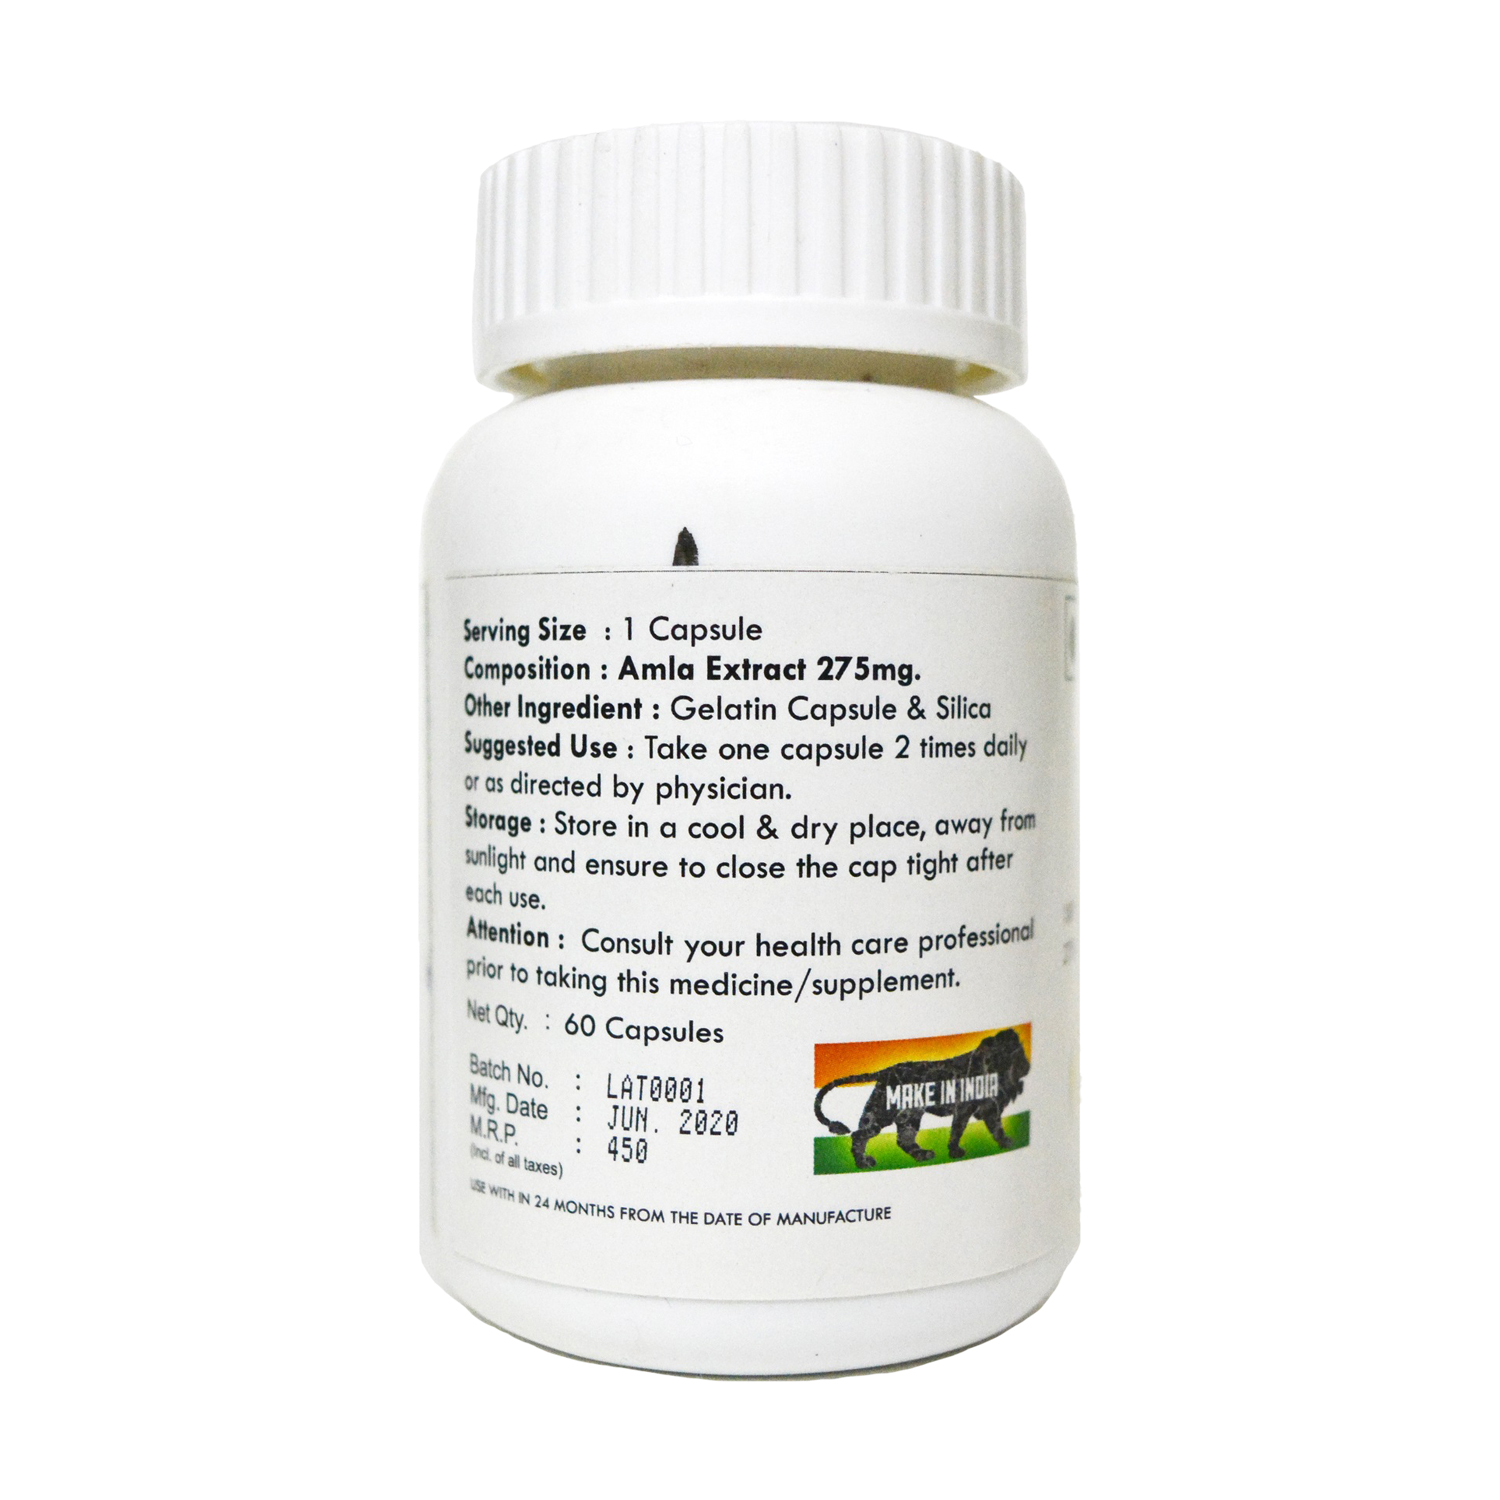 Serving Size : 1 Capsule
Composition : Amla Extract 275mg.
Other Ingredient : Gelatin Capsule & Silica
Suggested Use : Take one capsule 2 times daily
or as directed by physician.
Storage : Store in a cool & dry place, away from
sunlight and ensure to close the cap tight after
each use.
Attention : Consult your health care professional
prior to taking this medicine/supplement.
Net Qty. : 60 Capsules
Batch No. : LAT0001
Mfg. Date : JUN. 2020
M.R.P. : 450
(Incl. of all taxes)
USE WITH IN 24 MONTHS FROM THE DATE OF MANUFACTURE
MAKE IN INDIA